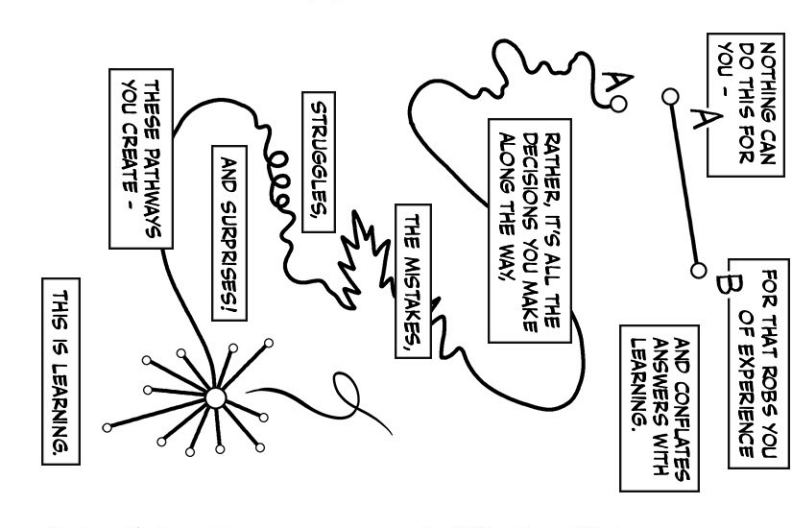 NOTHING CAN
DO THIS FOR
YOU -
A
B
FOR THAT ROBS YOU
OF EXPERIENCE
AND CONFLATES
ANSWERS WITH
LEARNING.
A
RATHER, IT'S ALL THE
DECISIONS YOU MAKE
ALONG THE WAY,
THE MISTAKES,
STRUGGLES,
AND SURPRISES!
THESE PATHWAYS
YOU CREATE -
THIS IS LEARNING.